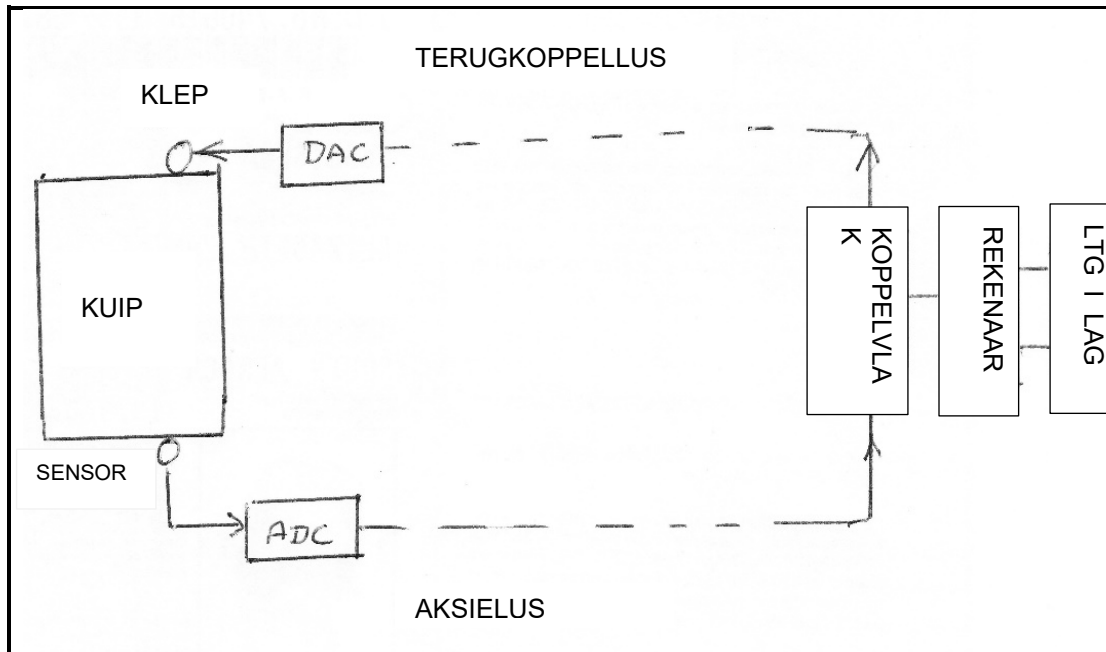 TERUGKOPPELLUS
KLEP
DAC
KUIP
KOPPELVLA
K
REKENAAR
LTG I LAG
SENSOR
ADC
AKSIELUS